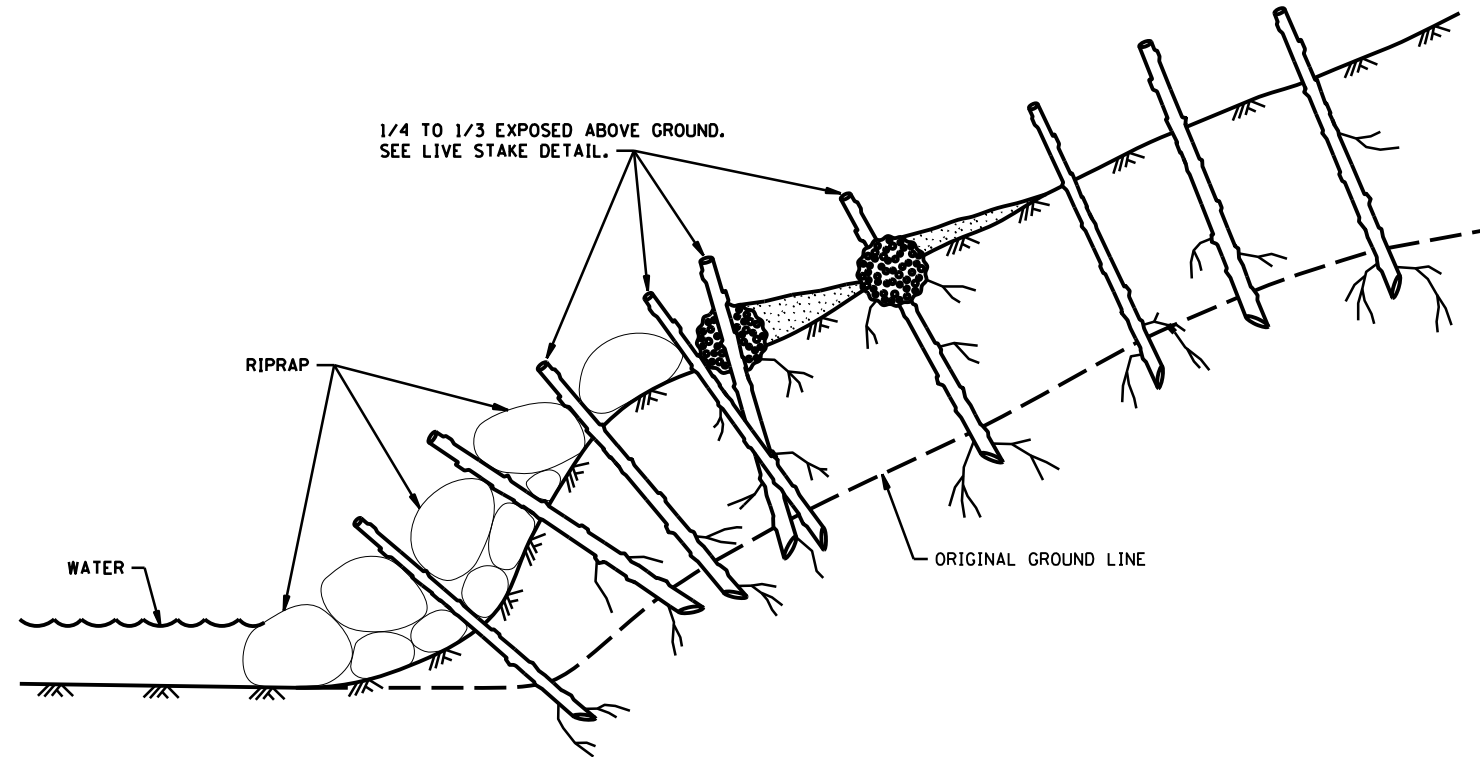 1/4 TO 1/3 EXPOSED ABOVE GROUND.
SEE LIVE STAKE DETAIL.
RIPRAP
WATER
ORIGINAL GROUND LINE